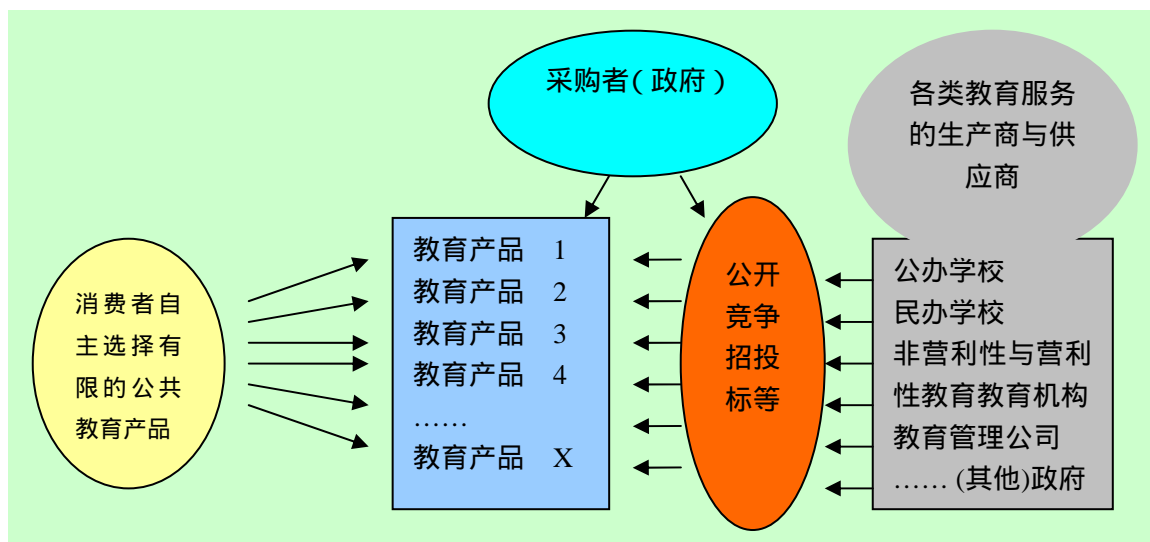 采购者(政府)
各类教育服务
的生产商与供
应商
消费者自
主选择有
限的公共
教育产品
教育产品 1
教育产品 2
教育产品 3
教育产品 4
……
教育产品 X
公开
竞争
招投
标等
公办学校
民办学校
非营利性与营利
性教育教育机构
教育管理公司
…… (其他)政府